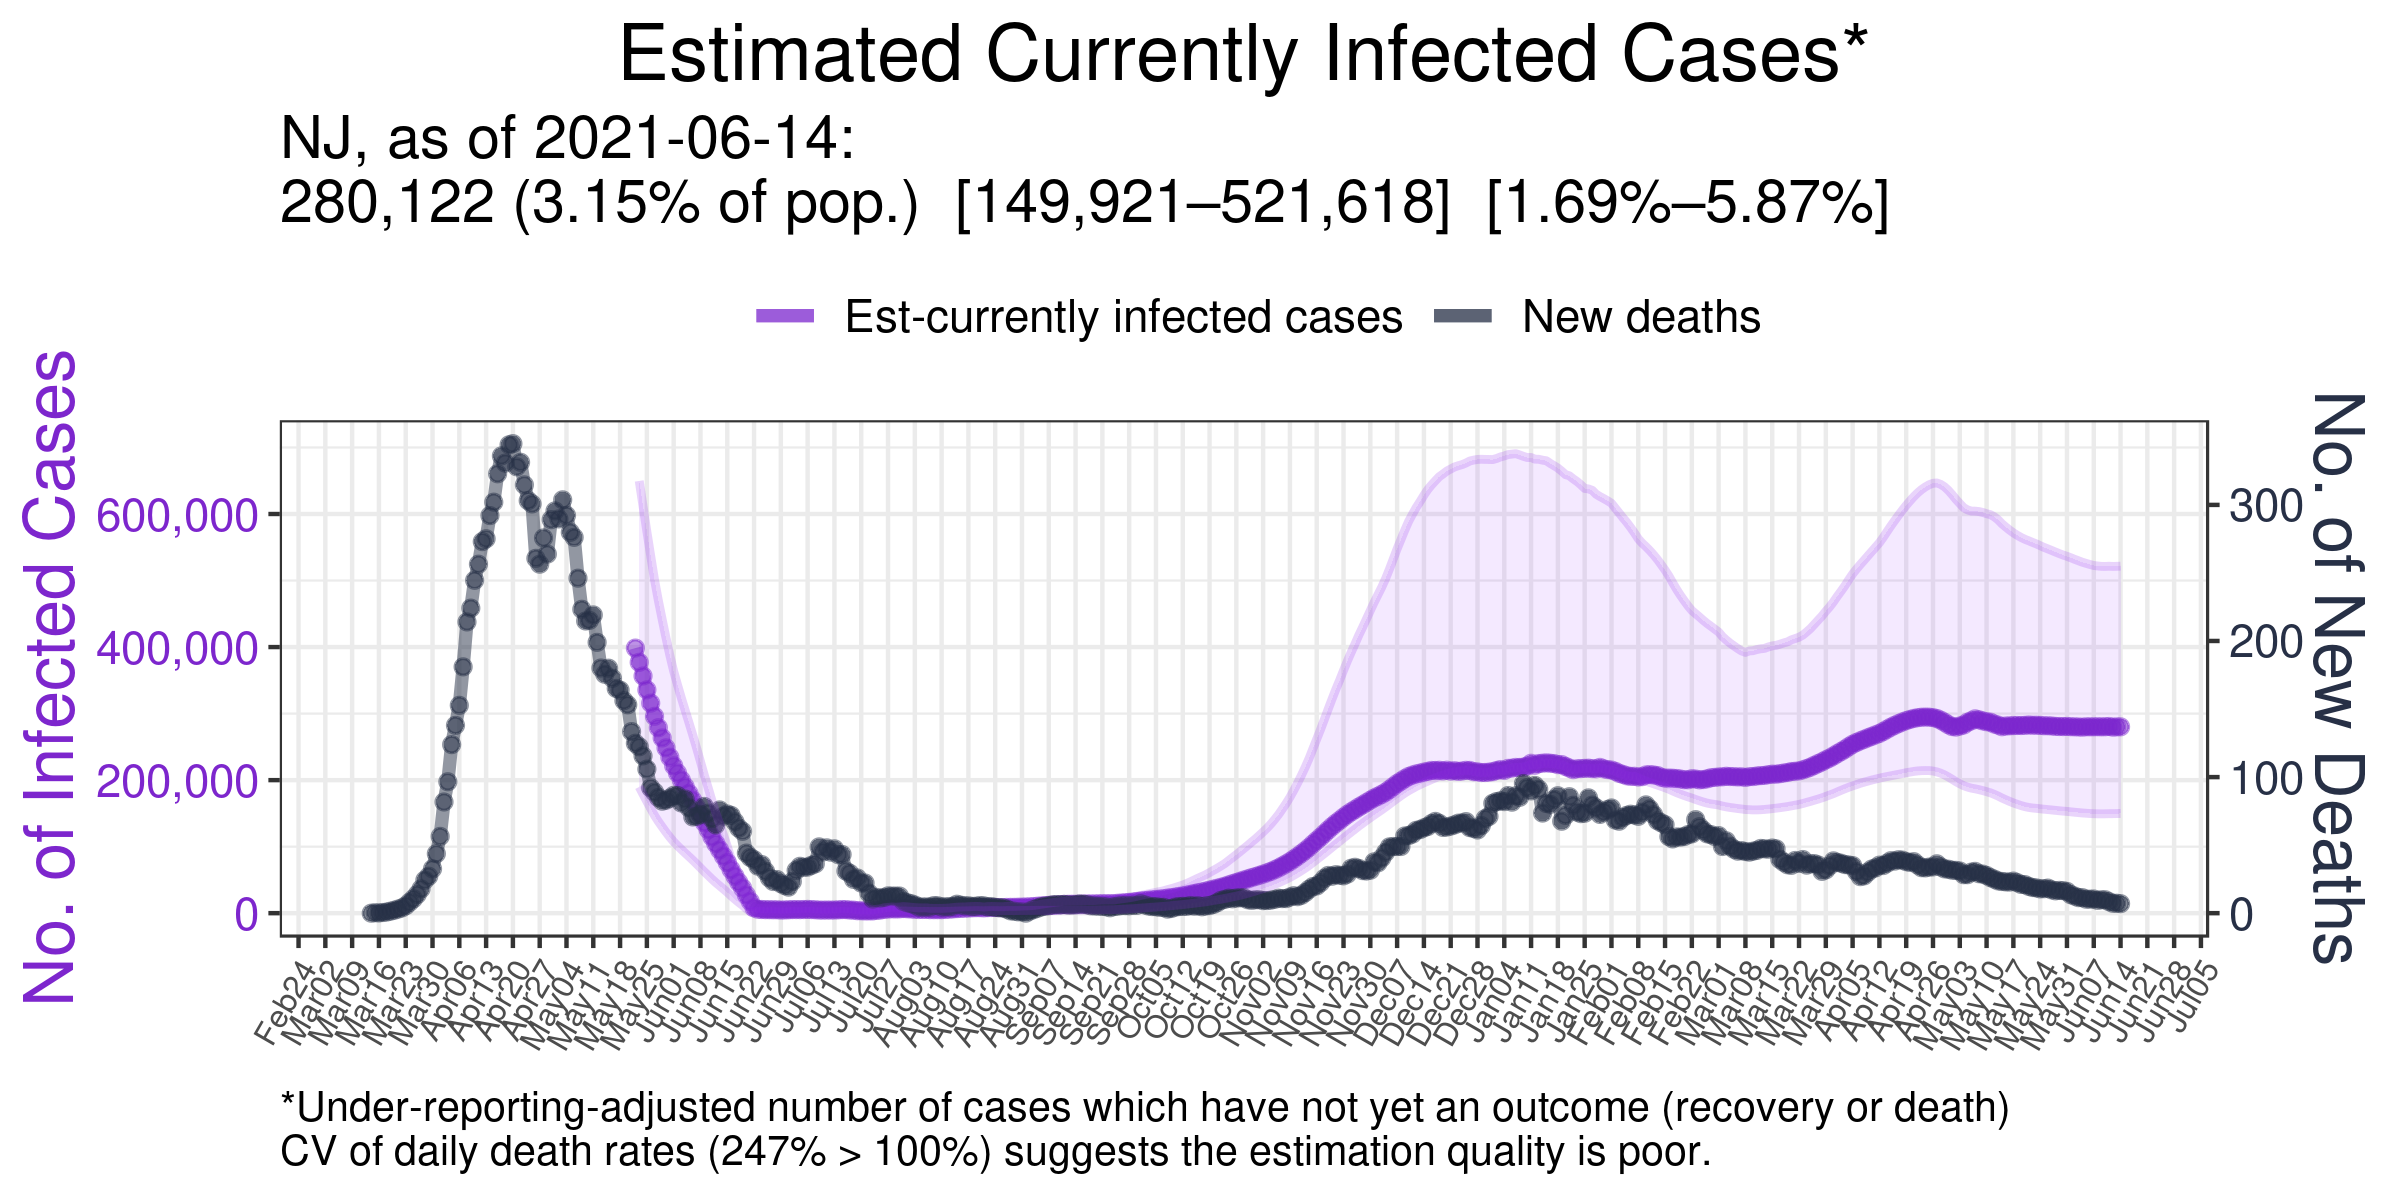 Estimated Currently Infected Cases*
NJ, as of 2021-06-14:
280,122 (3.15% of pop.)  [149,921–521,618]  [1.69%–5.87%]
Est-currently infected cases
New deaths
No. of Infected Cases
600,000
400,000
200,000
0
300
200
100
0
No. of New Deaths
Feb24
Mar02
Mar09
Mar16
Mar23
Mar30
Apr06
Apr13
Apr20
Apr27
May04
May11
May18
May25
Jun01
Jun08
Jun15
Jun22
Jun29
Jul06
Jul13
Jul20
Jul27
Aug03
Aug10
Aug17
Aug24
Aug31
Sep07
Sep14
Sep21
Sep28
Oct05
Oct12
Oct19
Oct26
Nov02
Nov09
Nov16
Nov23
Nov30
Dec07
Dec14
Dec21
Dec28
Jan04
Jan11
Jan18
Jan25
Feb01
Feb08
Feb15
Feb22
Mar01
Mar08
Mar15
Mar22
Mar29
Apr05
Apr12
Apr19
Apr26
May03
May10
May17
May24
May31
Jun07
Jun14
Jun21
Jun28
Jul05
*Under-reporting-adjusted number of cases which have not yet an outcome (recovery or death)
CV of daily death rates (247% > 100%) suggests the estimation quality is poor.